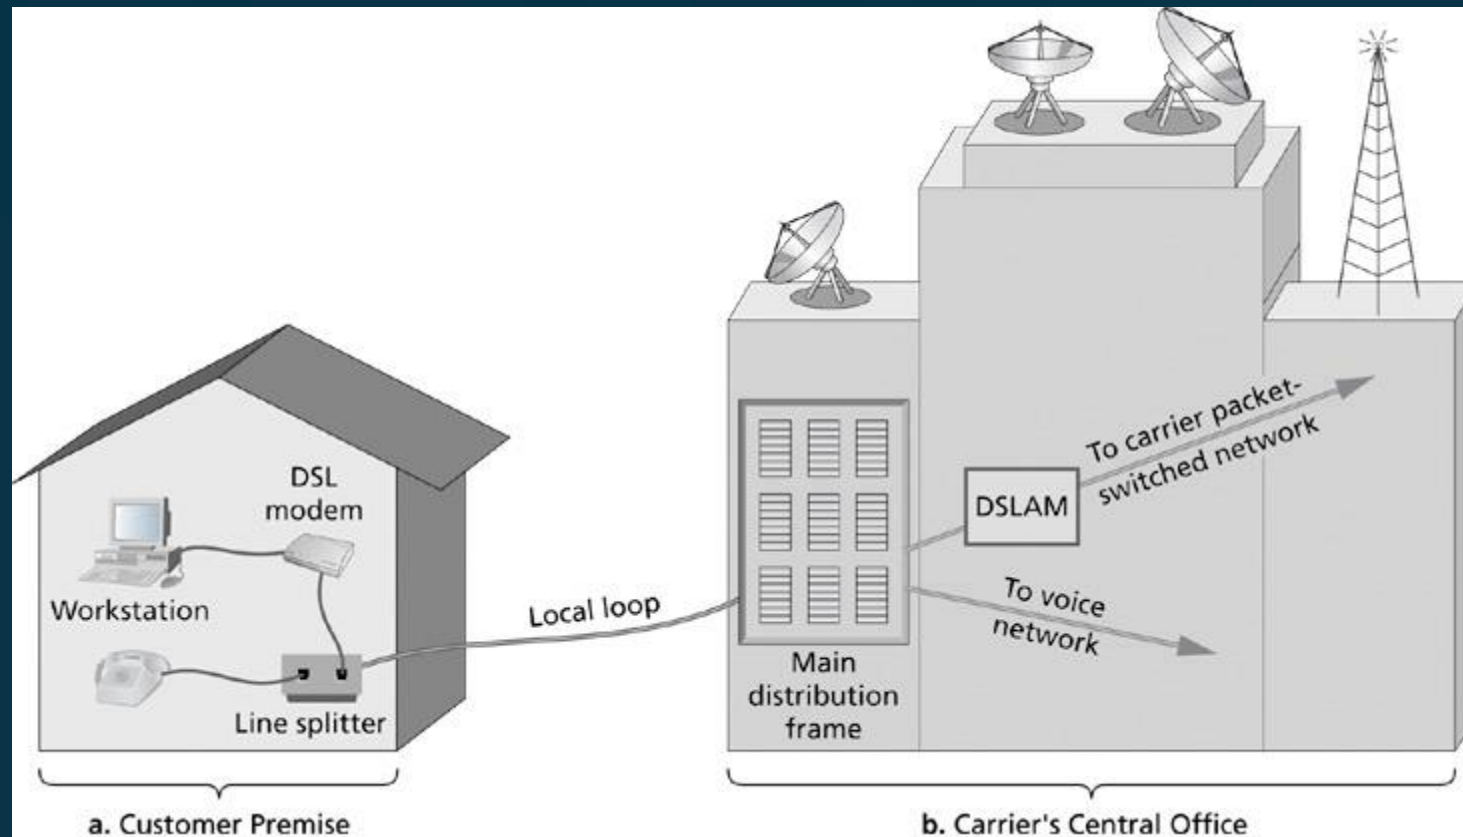 DSL
modem
Workstation
Line splitter
Local loop
Main
distribution
frame
DSLAM
To carrier packet-
switched network
To voice
network
a. Customer Premise
b. Carrier's Central Office